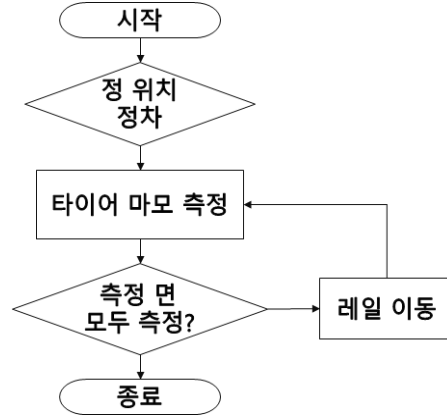 시작
정 위치
정차
타이어 마모 측정
측정 면
모두 측정?
레일 이동
종료